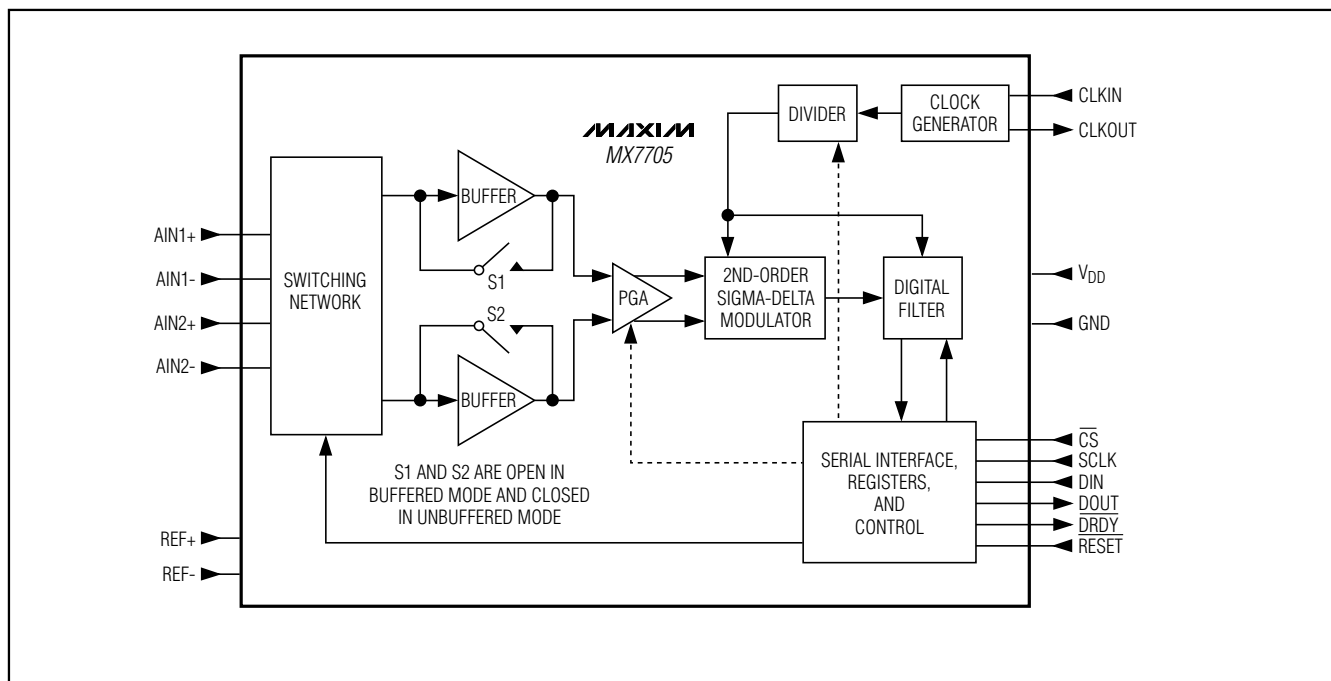 MAXIM
MX7705
DIVIDER
CLOCK
GENERATOR
CLKIN
CLKOUT
BUFFER
S1
S2
BUFFER
AIN1+
AIN1-
AIN2+
AIN2-
SWITCHING
NETWORK
PGA
2ND-ORDER
SIGMA-DELTA
MODULATOR
DIGITAL
FILTER
VDD
GND
S1 AND S2 ARE OPEN IN
BUFFERED MODE AND CLOSED
IN UNBUFFERED MODE
SERIAL INTERFACE,
REGISTERS,
AND
CONTROL
CS
SCLK
DIN
DOUT
DRDY
RESET
REF+
REF-